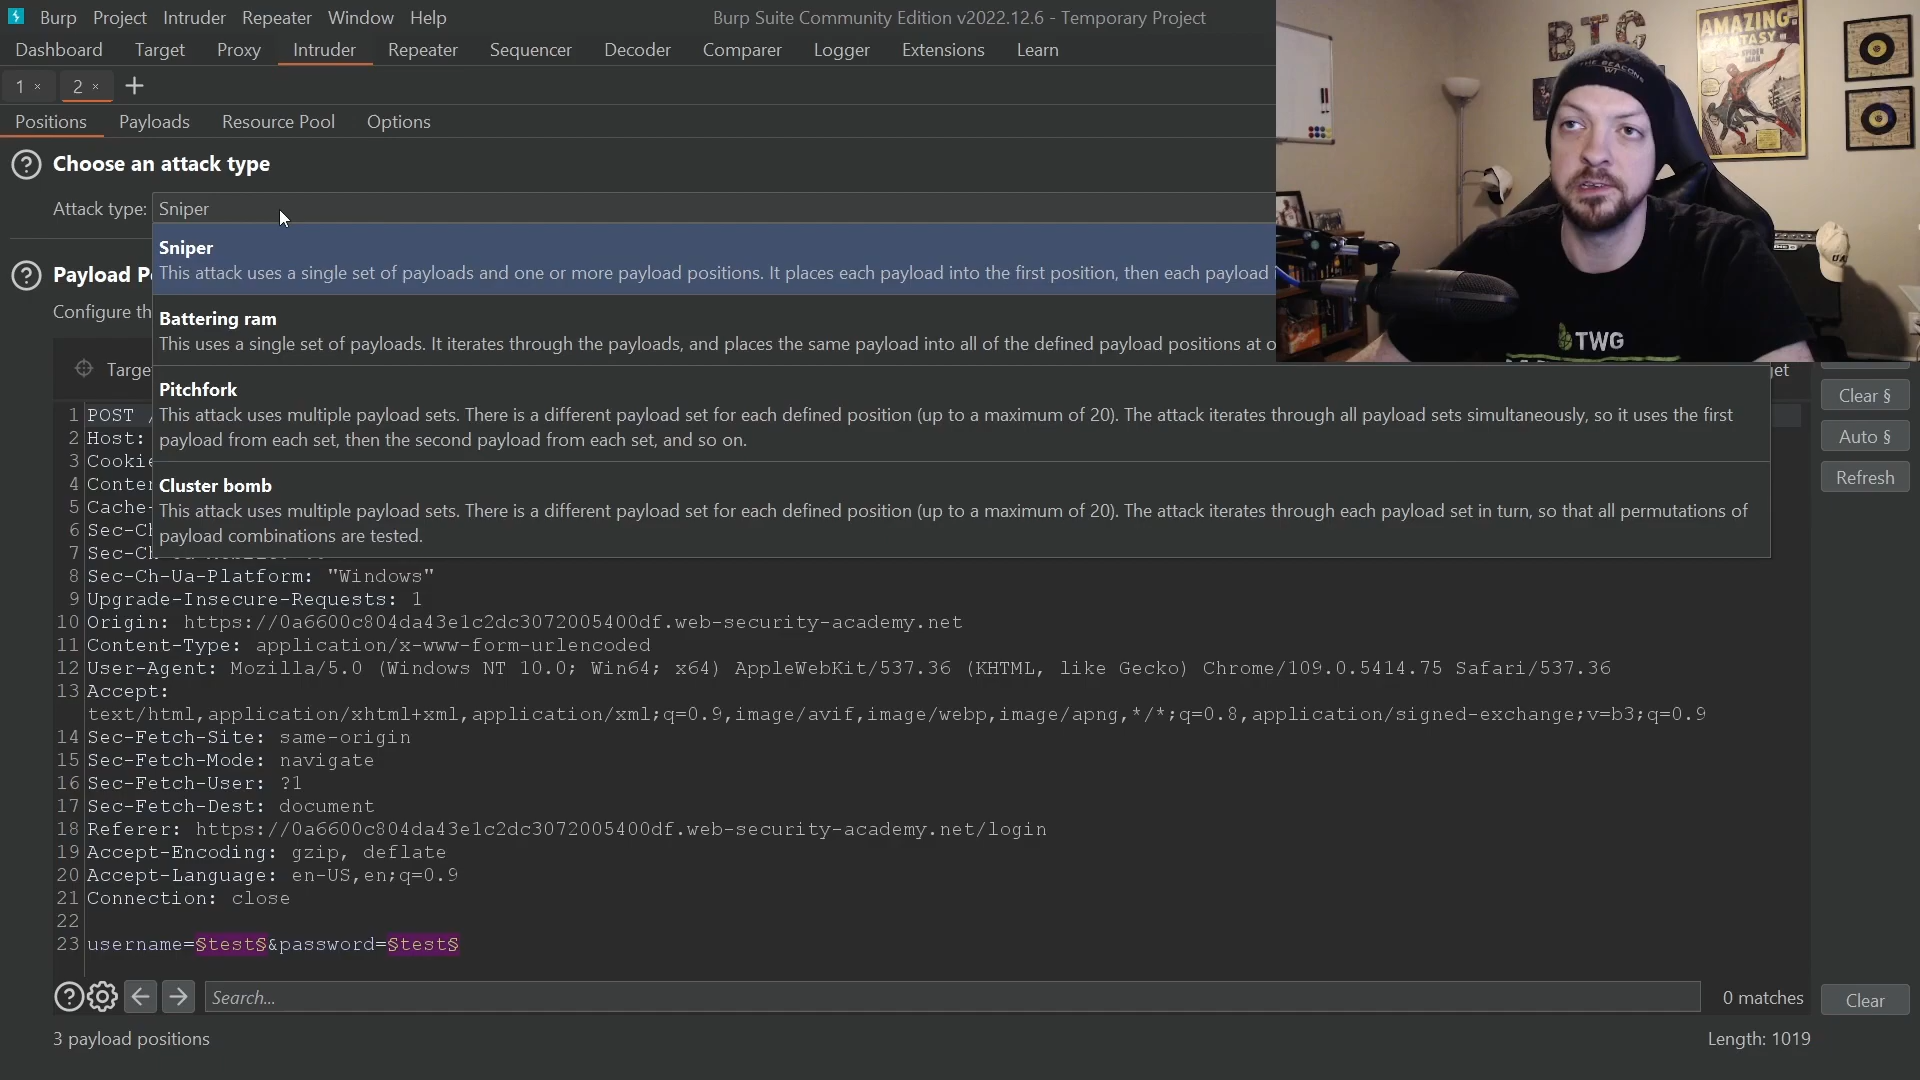 Burp Project Intruder Repeater Window Help
Burp Suite Community Edition v2022.12.6 - Temporary Project
Dashboard Target Proxy Intruder Repeater Sequencer Decoder Comparer Logger Extensions Learn
1 × 2 × +
Positions Payloads Resource Pool Options
? Choose an attack type
Attack type: Sniper
Sniper
This attack uses a single set of payloads and one or more payload positions. It places each payload into the first position, then each payload
Battering ram
This uses a single set of payloads. It iterates through the payloads, and places the same payload into all of the defined payload positions at o
Pitchfork
This attack uses multiple payload sets. There is a different payload set for each defined position (up to a maximum of 20). The attack iterates through all payload sets simultaneously, so it uses the first
payload from each set, then the second payload from each set, and so on.
Cluster bomb
This attack uses multiple payload sets. There is a different payload set for each defined position (up to a maximum of 20). The attack iterates through each payload set in turn, so that all permutations of
payload combinations are tested.
? Payload P
Configure th
Targe
get
Clear §
Auto §
Refresh
1 POST /
2 Host:
3 Cookie
4 Conten
5 Cache-
6 Sec-Ch
7 Sec-Ch
8 Sec-Ch-Ua-Platform: "Windows"
9 Upgrade-Insecure-Requests: 1
10 Origin: https://0a6600c804da43e1c2dc3072005400df.web-security-academy.net
11 Content-Type: application/x-www-form-urlencoded
12 User-Agent: Mozilla/5.0 (Windows NT 10.0; Win64; x64) AppleWebKit/537.36 (KHTML, like Gecko) Chrome/109.0.5414.75 Safari/537.36
13 Accept:
text/html,application/xhtml+xml,application/xml;q=0.9,image/avif,image/webp,image/apng,*/*;q=0.8,application/signed-exchange;v=b3;q=0.9
14 Sec-Fetch-Site: same-origin
15 Sec-Fetch-Mode: navigate
16 Sec-Fetch-User: ?1
17 Sec-Fetch-Dest: document
18 Referer: https://0a6600c804da43e1c2dc3072005400df.web-security-academy.net/login
19 Accept-Encoding: gzip, deflate
20 Accept-Language: en-US,en;q=0.9
21 Connection: close
22
23 username=§test§&password=§test§
? Search...
0 matches
Clear
3 payload positions
Length: 1019
BTC
AMAZING
FANTASY
TWG